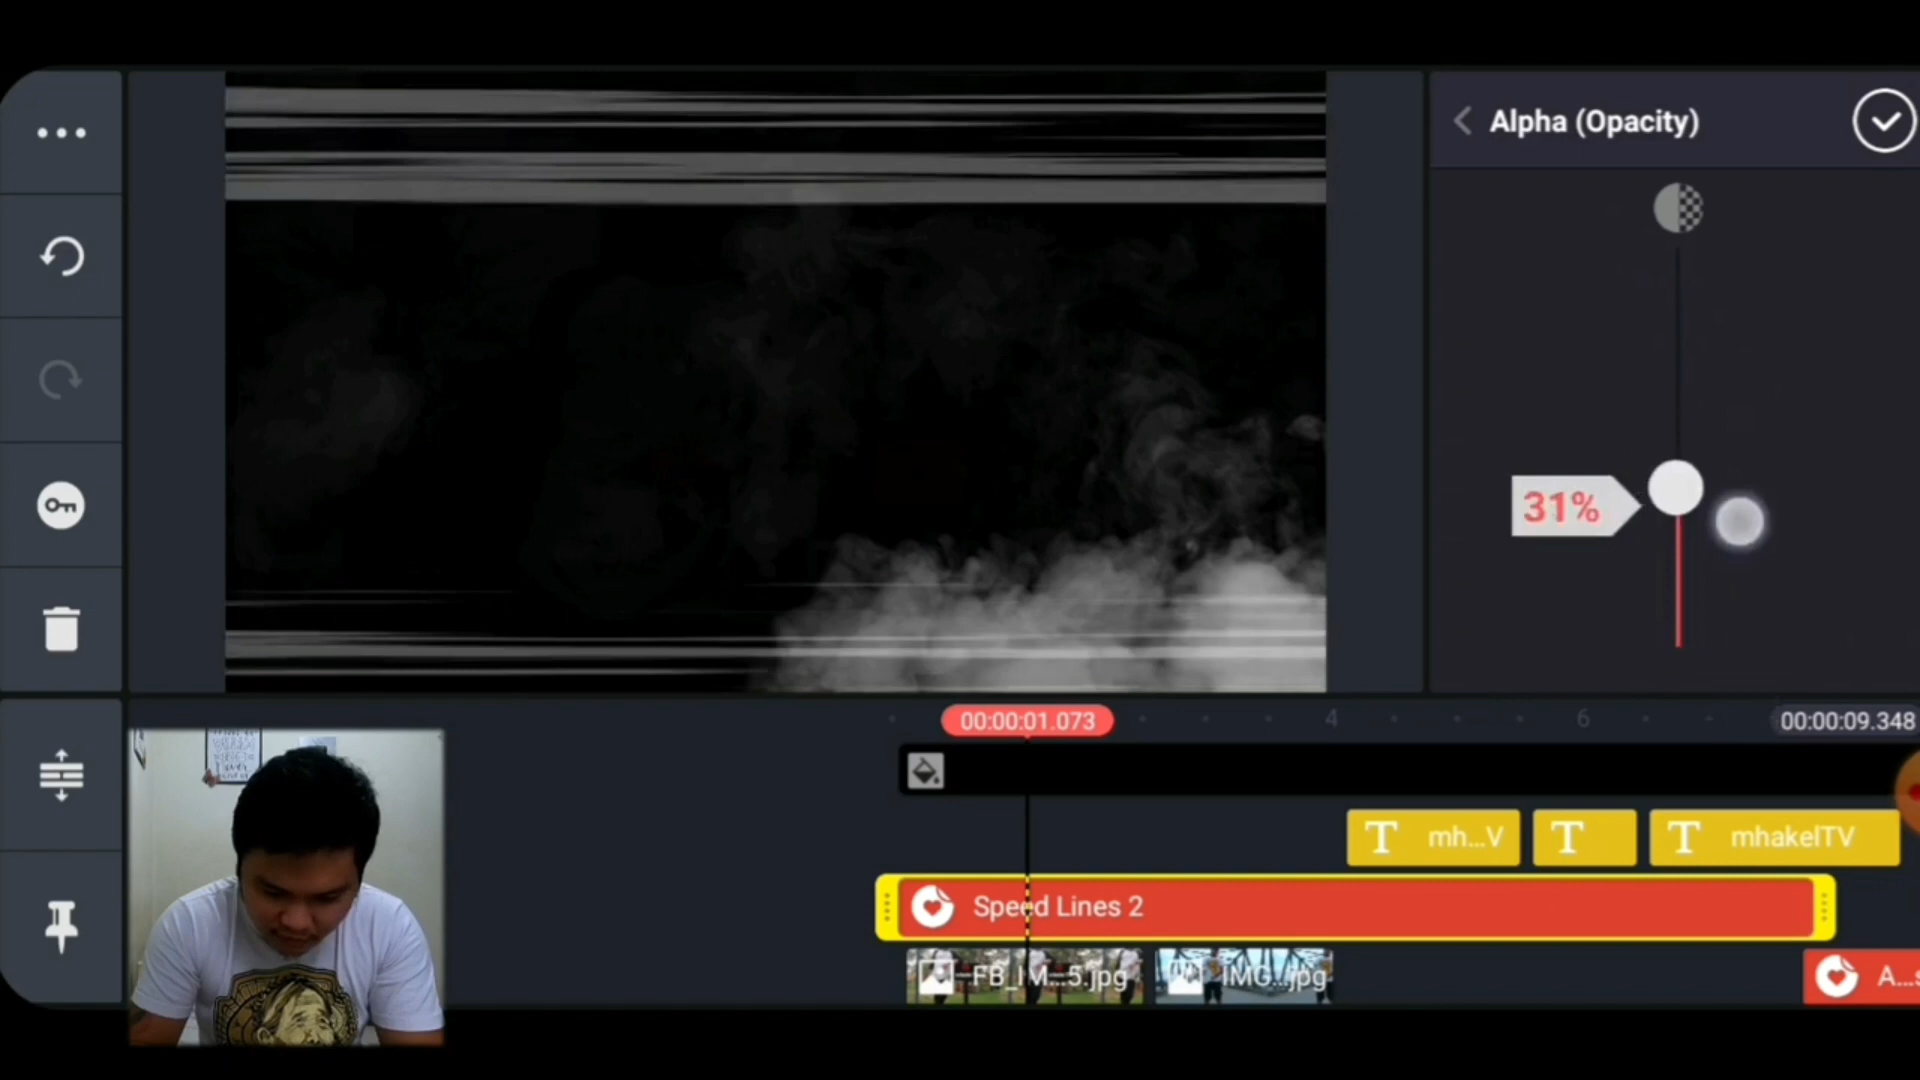 Alpha (Opacity)
31%
00:00:01.073
4
6
00:00:09.348
T mh...V
T
T mhakelTV
Speed Lines 2
FB_IM...5.jpg
IMG...jpg
A...s